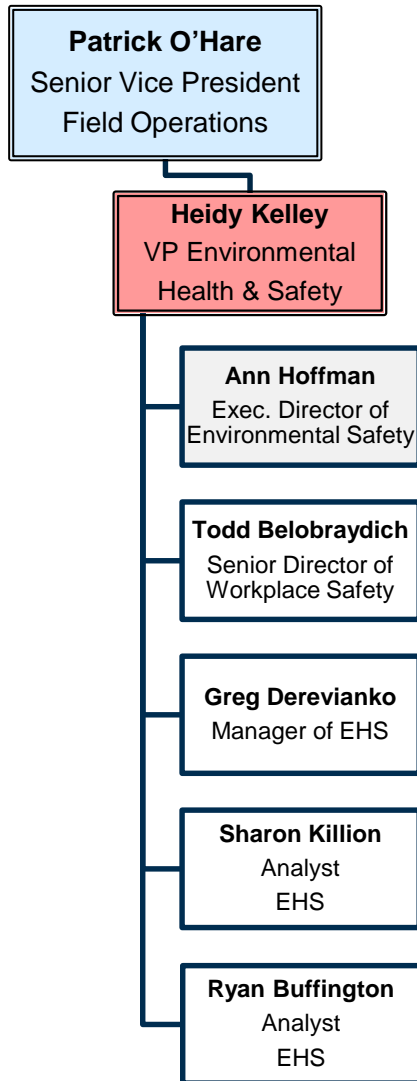 Patrick O’Hare
Senior Vice President
Field Operations
Heidy Kelley
VP Environmental
Health & Safety
Ann Hoffman
Exec. Director of
Environmental Safety
Todd Belobraydich
Senior Director of
Workplace Safety
Greg Derevianko
Manager of EHS
Sharon Killion
Analyst
EHS
Ryan Buffington
Analyst
EHS